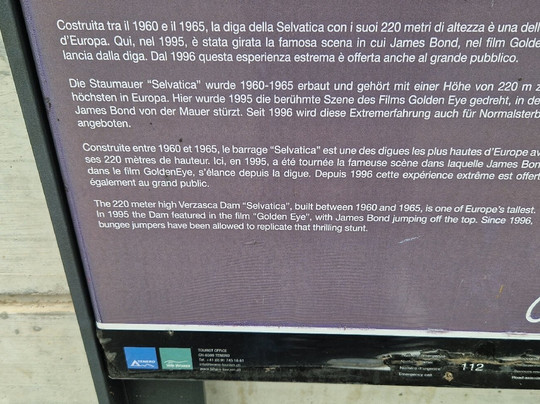 Costruita tra il 1960 e il 1965, la diga della Selvatica con i suoi 220 metri di altezza è una dell
d'Europa. Qui, nel 1995, è stata girata la famosa scena in cui James Bond, nel film Golde
lancia dalla diga. Dal 1996 questa esperienza estrema è offerta anche al grande pubblico.
Die Staumauer "Selvatica" wurde 1960-1965 erbaut und gehört mit einer Höhe von 220 m z
höchsten in Europa. Hier wurde 1995 die berühmte Szene des Films Golden Eye gedreht, in de
James Bond von der Mauer stürzt. Seit 1996 wird diese Extremerfahrung auch für Normalsterb
angeboten.
Construite entre 1960 et 1965, le barrage "Selvatica" est une des digues les plus hautes d'Europe av
ses 220 mètres de hauteur. Ici, en 1995, a été tournée la fameuse scène dans laquelle James Bon
dans le film GoldenEye, s'élance depuis la digue. Depuis 1996 cette expérience extrême est offert
également au grand public.
The 220 meter high Verzasca Dam "Selvatica", built between 1960 and 1965, is one of Europe's tallest.
In 1995 the Dam featured in the film "Golden Eye", with James Bond jumping off the top. Since 1996,
bungee jumpers have been allowed to replicate that thrilling stunt.
TENERO
TOURIST OFFICE
CH-6598 TENERO
112
Emergency call